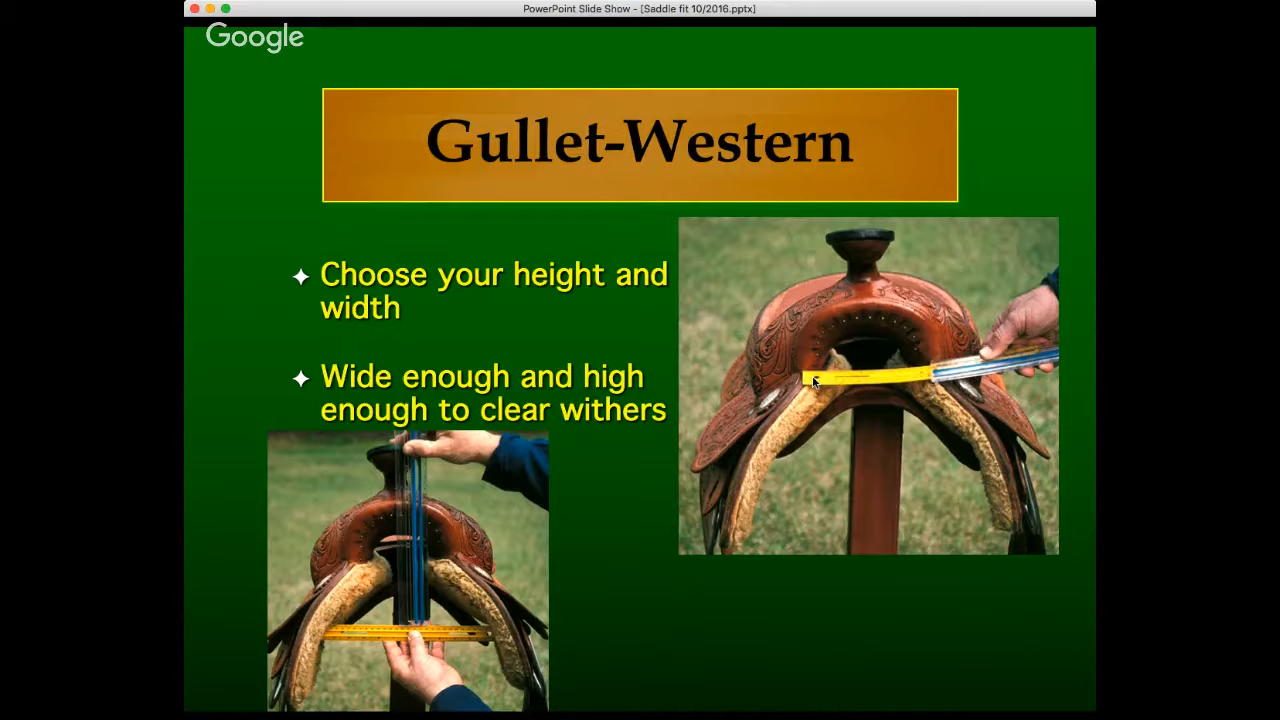 PowerPoint Slide Show - [Saddle fit 10/2016.pptx]
Google
Gullet-Western
Choose your height and
width
Wide enough and high
enough to clear withers